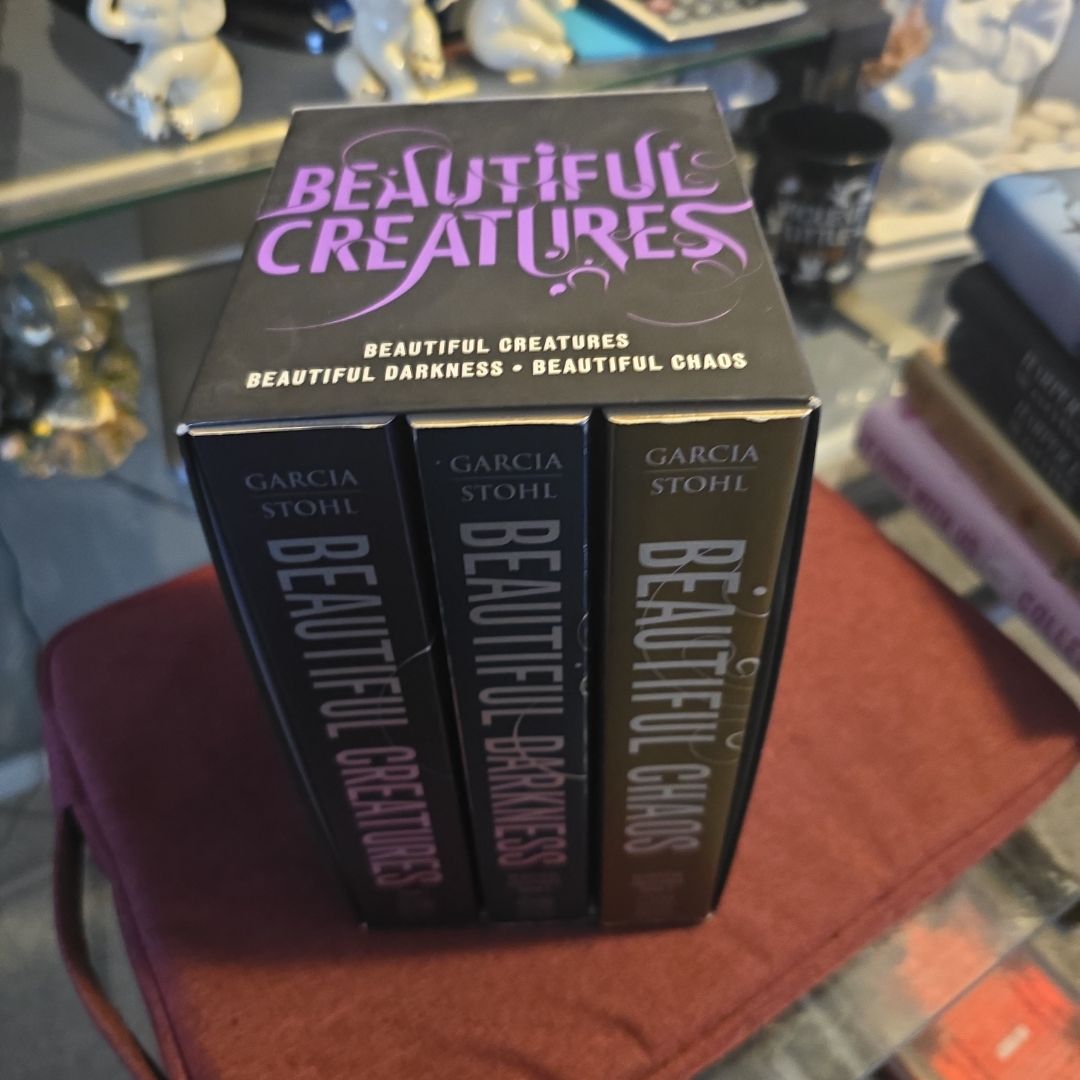 BEAUTIFUL
CREATURES
BEAUTIFUL CREATURES
BEAUTIFUL DARKNESS • BEAUTIFUL CHAOS
GARCIA
STOHL
BEAUTIFUL CREATURES
GARCIA
STOHL
BEAUTIFUL DARKNESS
GARCIA
STOHL
BEAUTIFUL CHAOS